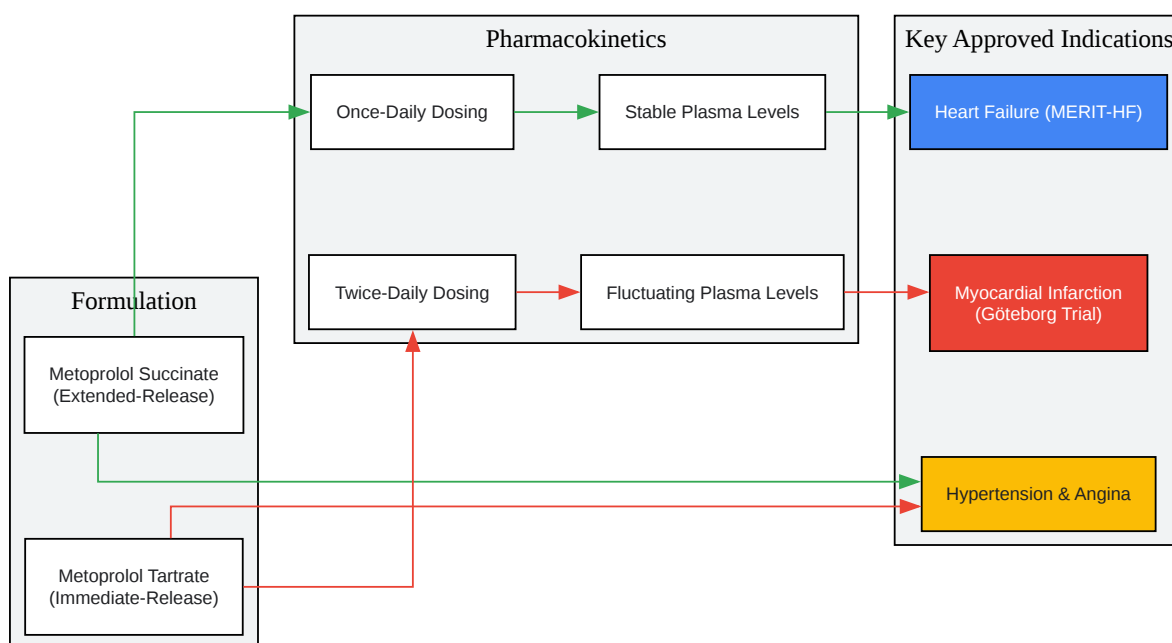 Pharmacokinetics
Key Approved Indications
Once-Daily Dosing
Stable Plasma Levels
Heart Failure (MERIT-HF)
Twice-Daily Dosing
Fluctuating Plasma Levels
Myocardial Infarction
(Göteborg Trial)
Formulation
Metoprolol Succinate
(Extended-Release)
Hypertension & Angina
Metoprolol Tartrate
(Immediate-Release)